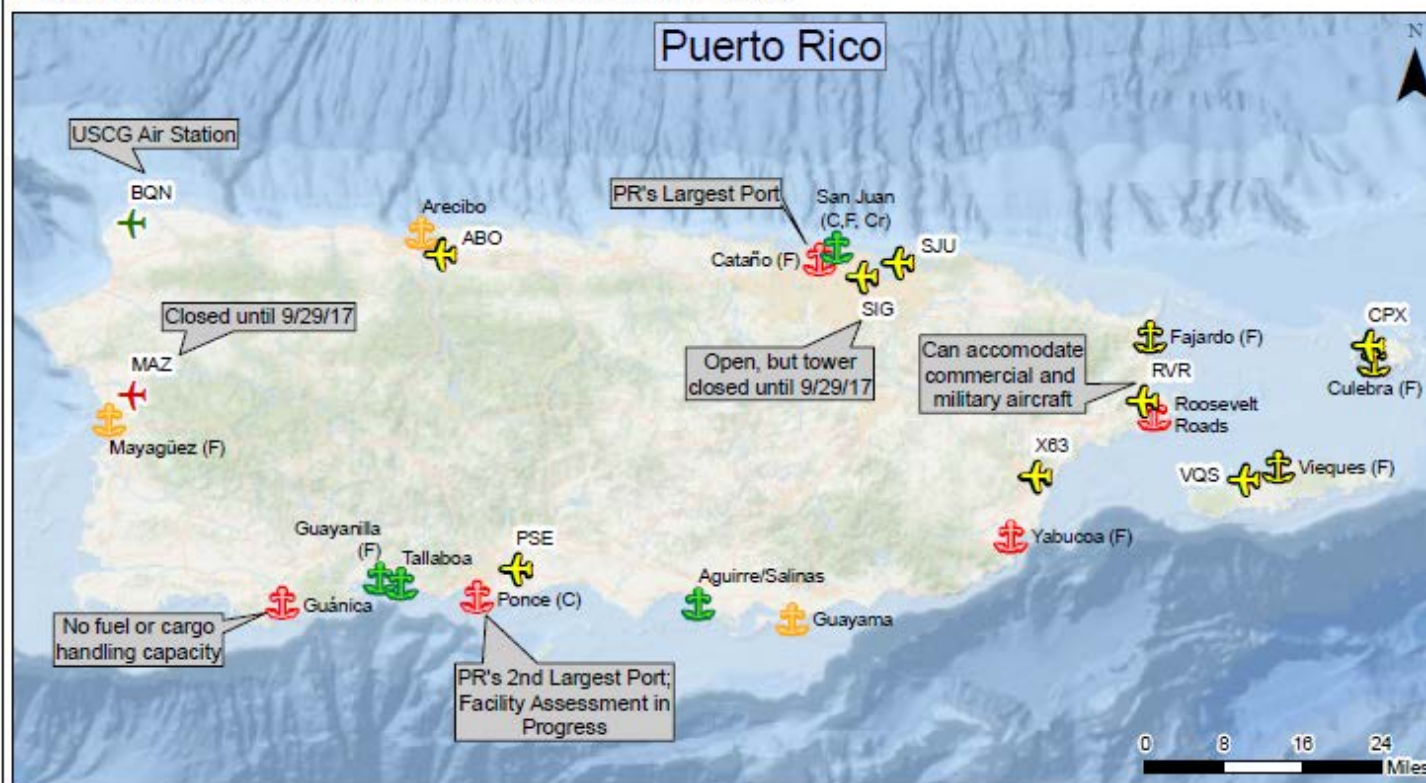 Puerto Rico
N
USCG Air Station
BQN
Arecibo
ABO
PR's Largest Port
San Juan
(C,F, Cr)
Cataño (F)
SJU
SIG
Closed until 9/29/17
MAZ
Mayagüez (F)
Open, but tower
closed until 9/29/17
Can accomodate
commercial and
military aircraft
Fajardo (F)
RVR
Roosevelt
Roads
CPX
Culebra (F)
X63
VQS
Vieques (F)
Yabucoa (F)
Guayanilla
(F)
Tallaboa
PSE
Guánica
Ponce (C)
Aguirre/Salinas
Guayama
No fuel or cargo
handling capacity
PR's 2nd Largest Port;
Facility Assessment in
Progress
0 8 16 24
Miles